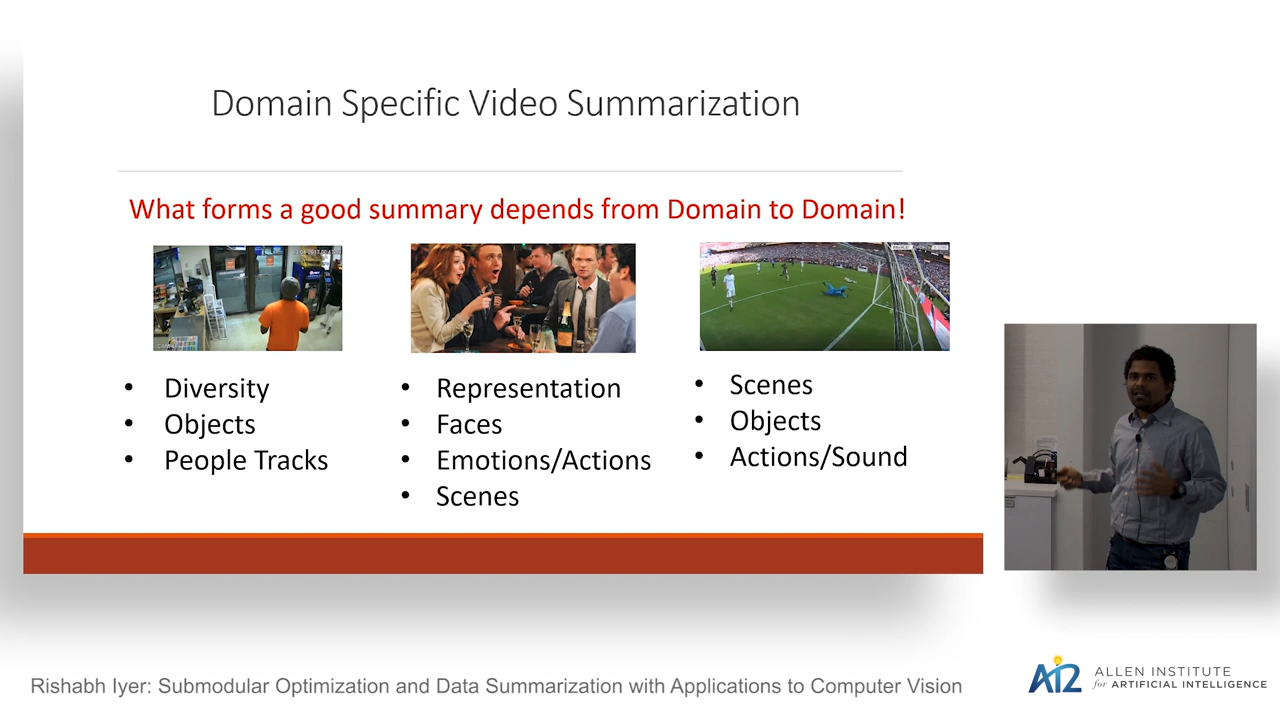 Domain Specific Video Summarization
What forms a good summary depends from Domain to Domain!
• Diversity
• Objects
• People Tracks
• Representation
• Faces
• Emotions/Actions
• Scenes
• Scenes
• Objects
• Actions/Sound
Rishabh Iyer: Submodular Optimization and Data Summarization with Applications to Computer Vision
AI2
ALLEN INSTITUTE
for ARTIFICIAL INTELLIGENCE